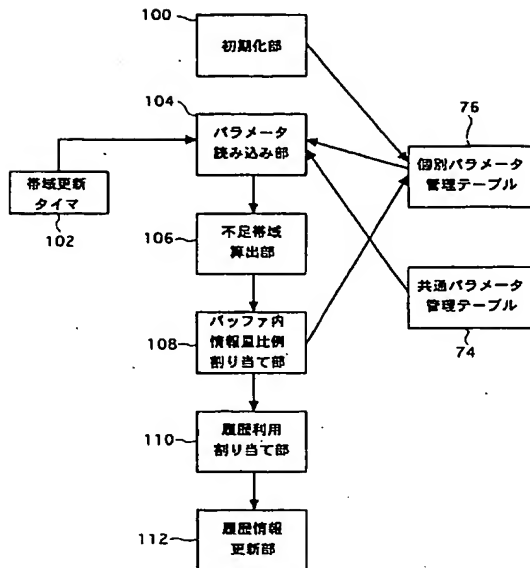 100
初期化部
104
パラメータ
読み込み部
76
個別パラメータ
管理テーブル
帯域更新
タイマ
102
106
不足帯域
算出部
共通パラメータ
管理テーブル
74
108
バッファ内
情報量比例
割り当て部
110
履歴利用
割り当て部
112
履歴情報
更新部